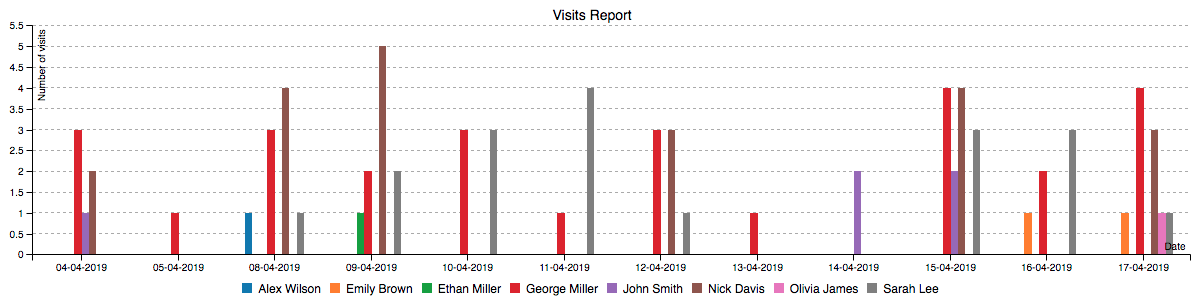 Visits Report
Number of visits
5.5
5
4.5
4
3.5
3
2.5
2
1.5
1
0.5
0
Date
04-04-2019 05-04-2019 08-04-2019 09-04-2019 10-04-2019 11-04-2019 12-04-2019 13-04-2019 14-04-2019 15-04-2019 16-04-2019 17-04-2019
Alex Wilson Emily Brown Ethan Miller George Miller John Smith Nick Davis Olivia James Sarah Lee